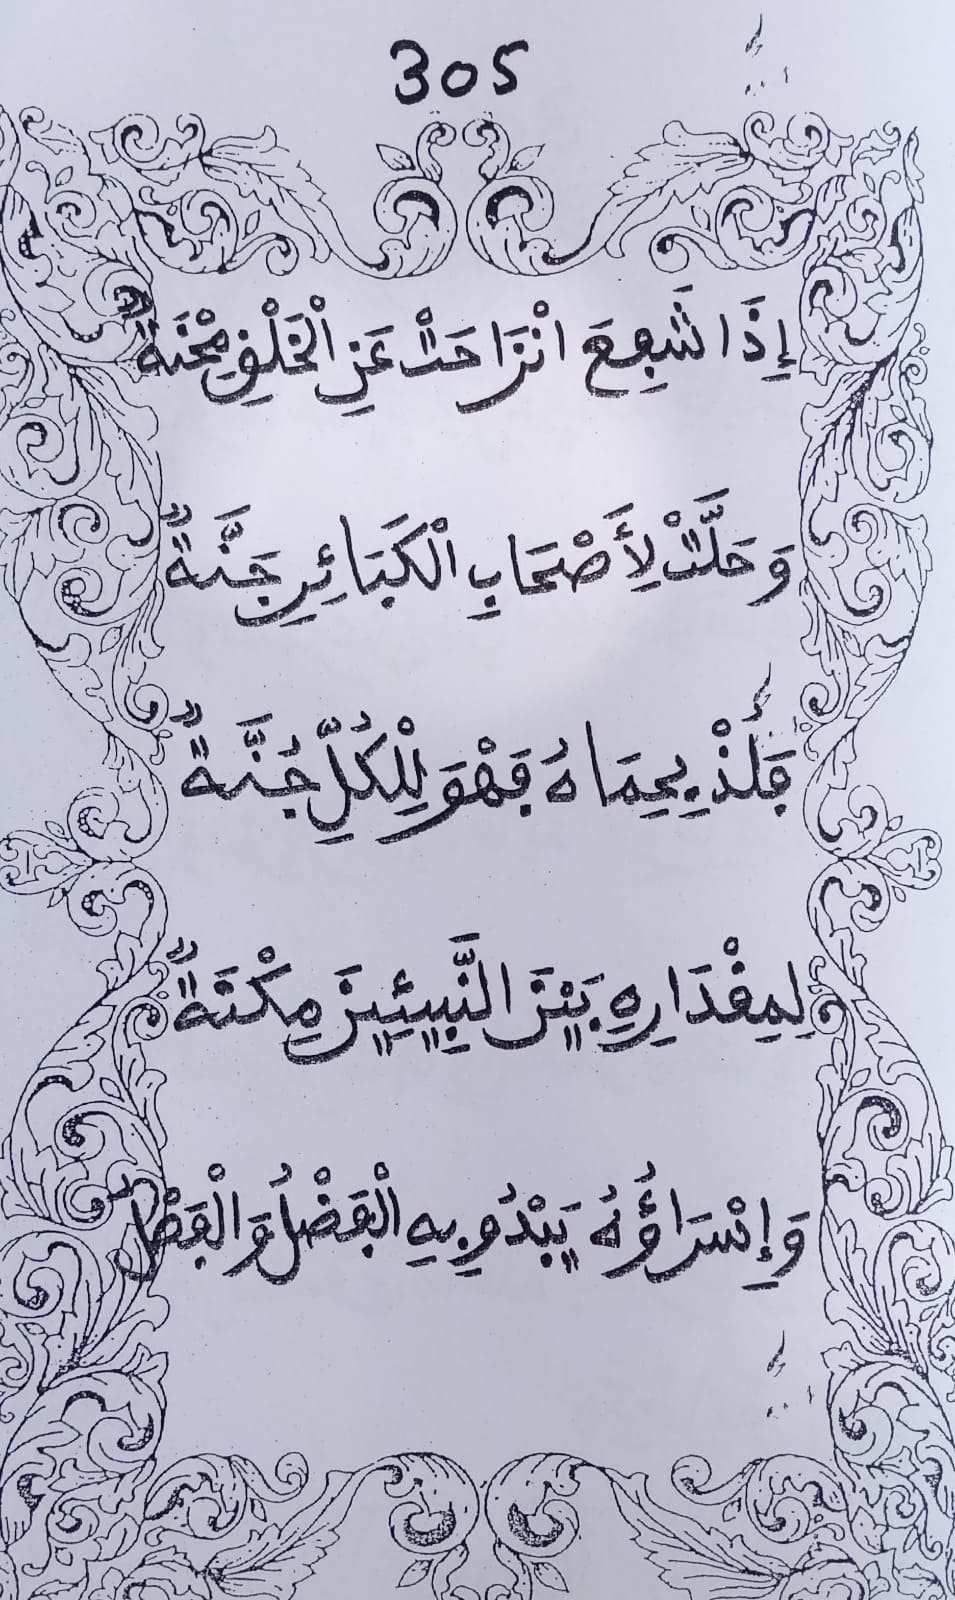 305
إِذَا شَفِعَ انْزَاحَتْ عَنِ الْخَلْقِ مِحْنَةٌ
وَحَلَّتْ لِأَصْحَابِ الْكَبَائِرِ جَنَّةٌ
فَلُذْ بِحِمَاهُ فَهْوَ لِلْكُلِّ جُنَّةٌ
لِمِقْدَارِهِ بَيْنَ النَّبِيِّينَ مِكْنَةٌ
وَإِسْرَاؤُهُ يَبْدُو بِهِ الْفَضْلُ وَالْفَصْلُ